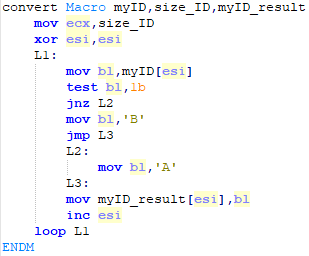 convert Macro myID,size_ID,myID_result
mov ecx,size_ID
xor esi,esi
L1:
mov bl,myID[esi]
test bl,1b
jnz L2
mov bl,'B'
jmp L3
L2:
mov bl,'A'
L3:
mov myID_result[esi],bl
inc esi
loop L1
ENDM